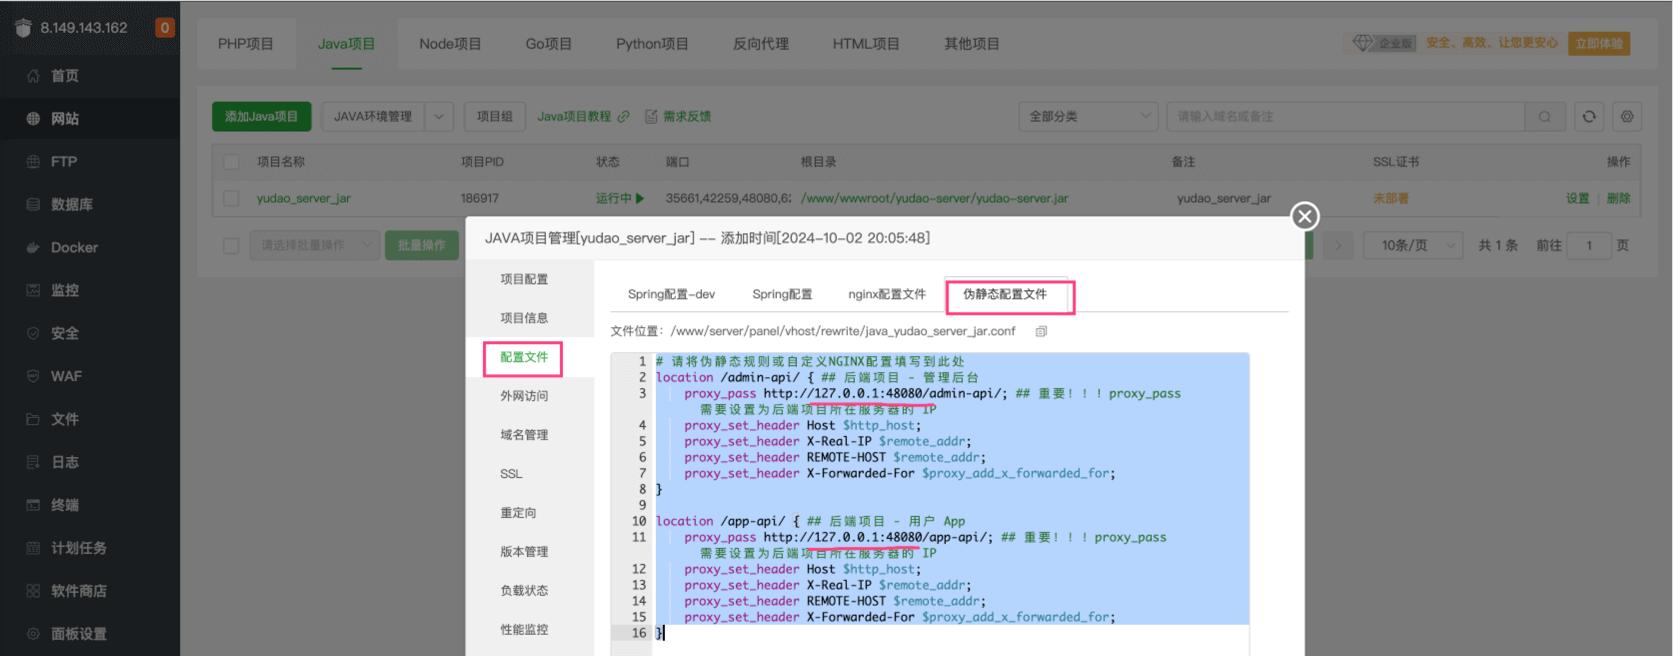 8.149.143.162 0
首页
网站
FTP
数据库
Docker
监控
安全
WAF
文件
日志
终端
计划任务
软件商店
面板设置
PHP项目 Java项目 Node项目 Go项目 Python项目 反向代理 HTML项目 其他项目
企业版 安全、高效、让您更安心 立即体验
添加Java项目 JAVA环境管理 项目组 Java项目教程 需求反馈 全部分类 请输入域名或备注
项目名称 项目PID 状态 端口 根目录 备注 SSL证书 操作
yudao_server_jar 186917 运行中 35661,42259,48080,62 /www/wwwroot/yudao-server/yudao-server.jar yudao_server_jar 未部署 设置 | 删除
请选择批量操作 批量操作 10条/页 共 1 条 前往 1 页
JAVA项目管理[yudao_server_jar] -- 添加时间[2024-10-02 20:05:48]
项目配置
项目信息
配置文件
外网访问
域名管理
SSL
重定向
版本管理
负载状态
性能监控
Spring配置-dev Spring配置 nginx配置文件 伪静态配置文件
文件位置： /www/server/panel/vhost/rewrite/java_yudao_server_jar.conf
1 # 请将伪静态规则或自定义NGINX配置填写到此处
2 location /admin-api/ { ## 后端项目 - 管理后台
3 proxy_pass http://127.0.0.1:48080/admin-api/; ## 重要！！！proxy_pass
需要设置为后端项目所在服务器的 IP
4 proxy_set_header Host $http_host;
5 proxy_set_header X-Real-IP $remote_addr;
6 proxy_set_header REMOTE-HOST $remote_addr;
7 proxy_set_header X-Forwarded-For $proxy_add_x_forwarded_for;
8 }
9
10 location /app-api/ { ## 后端项目 - 用户 App
11 proxy_pass http://127.0.0.1:48080/app-api/; ## 重要！！！proxy_pass
需要设置为后端项目所在服务器的 IP
12 proxy_set_header Host $http_host;
13 proxy_set_header X-Real-IP $remote_addr;
14 proxy_set_header REMOTE-HOST $remote_addr;
15 proxy_set_header X-Forwarded-For $proxy_add_x_forwarded_for;
16 }